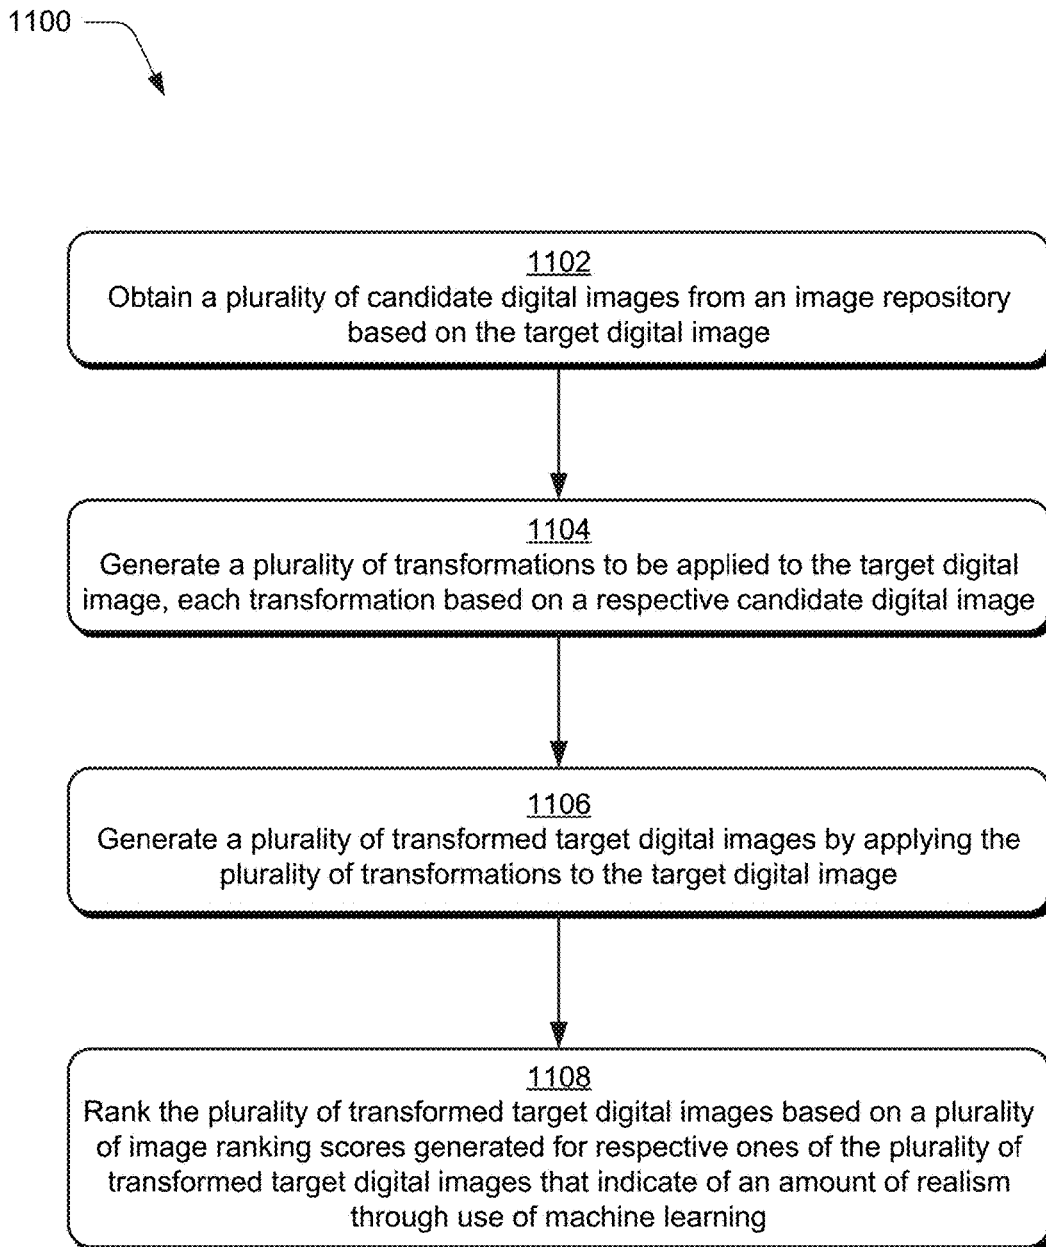 1100
1102
Obtain a plurality of candidate digital images from an image repository
based on the target digital image
1104
Generate a plurality of transformations to be applied to the target digital
image, each transformation based on a respective candidate digital image
1106
Generate a plurality of transformed target digital images by applying the
plurality of transformations to the target digital image
1108
Rank the plurality of transformed target digital images based on a plurality
of image ranking scores generated for respective ones of the plurality of
transformed target digital images that indicate of an amount of realism
through use of machine learning